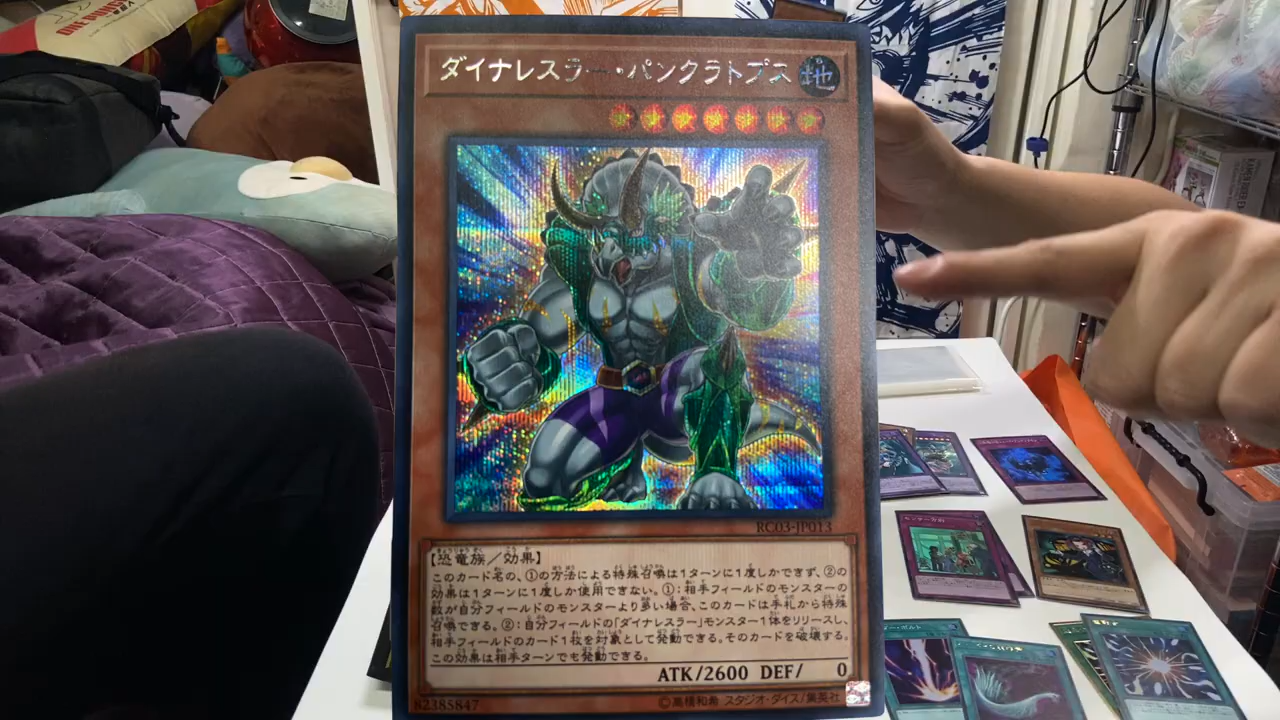 ダイナレスラー・パンクラトプス
地
RC03-JP013
【恐竜族/効果】
このカード名の、①の方法による特殊召喚は1ターンに1度しかできず、②の
効果は1ターンに1度しか使用できない。①:相手フィールドのモンスターの
数が自分フィールドのモンスターより多い場合、このカードは手札から特殊
召喚できる。②:自分フィールドの「ダイナレスラー」モンスター1体をリリースし、
相手フィールドのカード1枚を対象として発動できる。そのカードを破壊する。
この効果は相手ターンでも発動できる。
ATK/2600 DEF/ 0
82385847
©高橋和希 スタジオ・ダイス/集英社